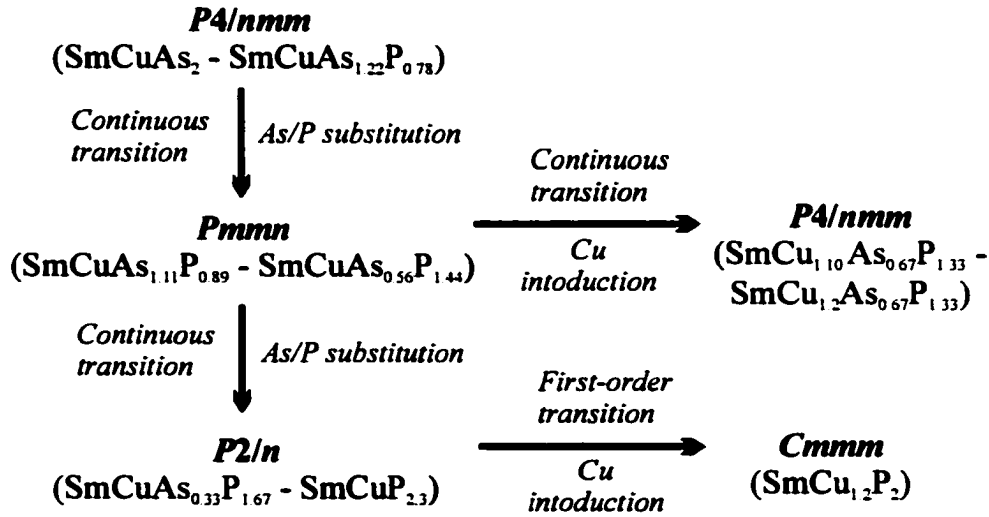 P4/nmm
(SmCuAs₂ - SmCuAs₁.₂₂P₀.₇₈)
Continuous
transition
As/P substitution
Pmmn
(SmCuAs₁.₁₁P₀.₈₉ - SmCuAs₀.₅₆P₁.₄₄)
Continuous
transition
Cu
intoduction
P4/nmm
(SmCu₁.₁₀As₀.₆₇P₁.₃₃ -
SmCu₁.₂As₀.₆₇P₁.₃₃)
Continuous
transition
As/P substitution
P2/n
(SmCuAs₀.₃₃P₁.₆₇ - SmCuP₂.₃)
First-order
transition
Cu
intoduction
Cmmm
(SmCu₁.₂P₂)